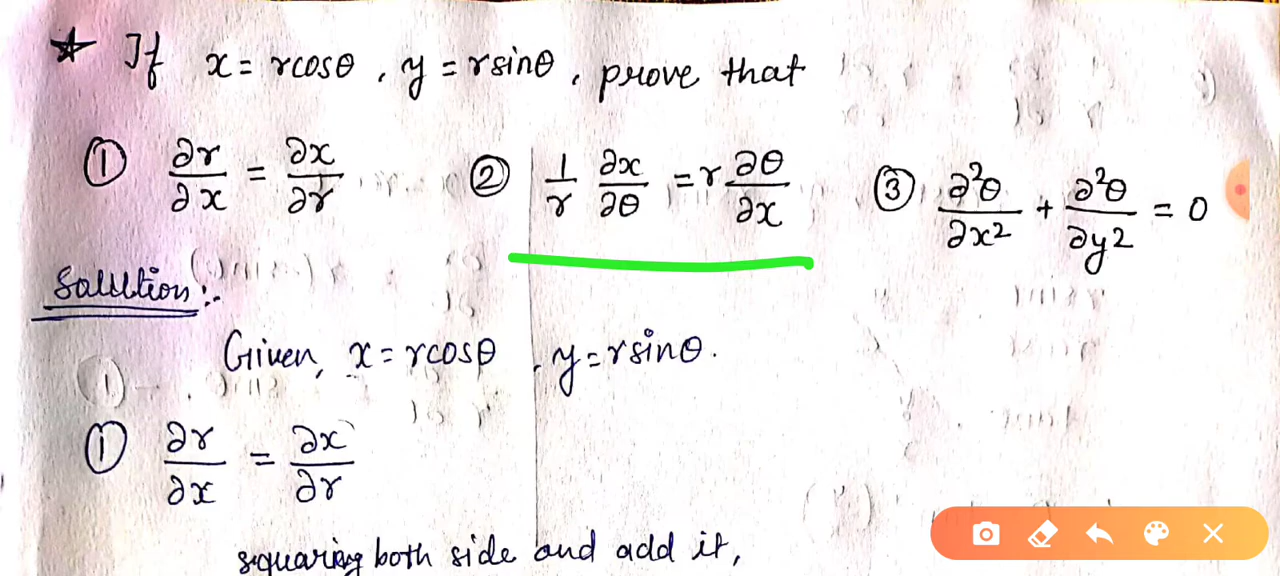 If x = rcosθ , y = rsinθ , prove that
① ∂r/∂x = ∂x/∂r ② 1/r ∂x/∂θ = r ∂θ/∂x ③ ∂²θ/∂x² + ∂²θ/∂y² = 0
Solution :-
Given, x = rcosθ , y = rsinθ.
① ∂r/∂x = ∂x/∂r
squaring both side and add it,